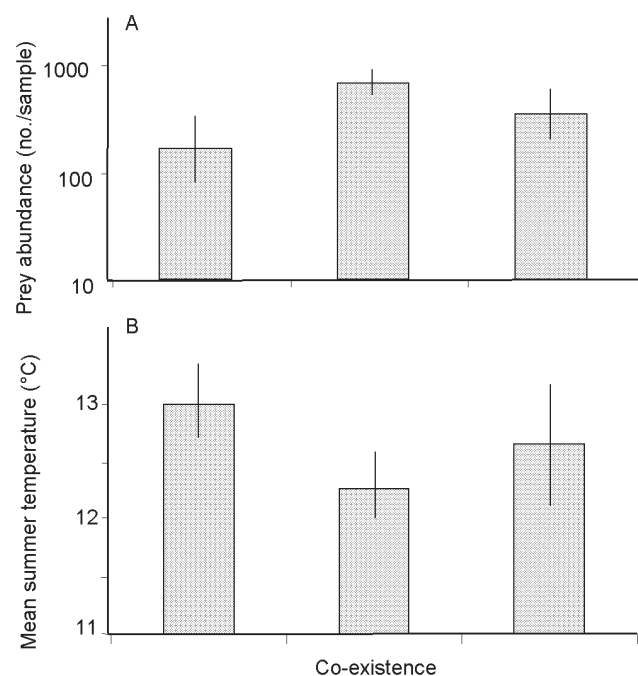 A
Prey abundance (no./sample)
1000
100
10
B
Mean summer temperature (°C)
13
12
11
Co-existence